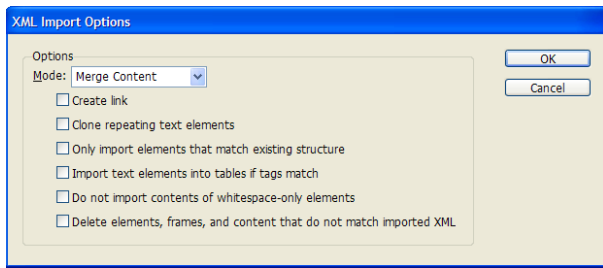 XML Import Options
Options
OK
Mode: Merge Content
Cancel
Create link
Clone repeating text elements
Only import elements that match existing structure
Import text elements into tables if tags match
Do not import contents of whitespace-only elements
Delete elements, frames, and content that do not match imported XML